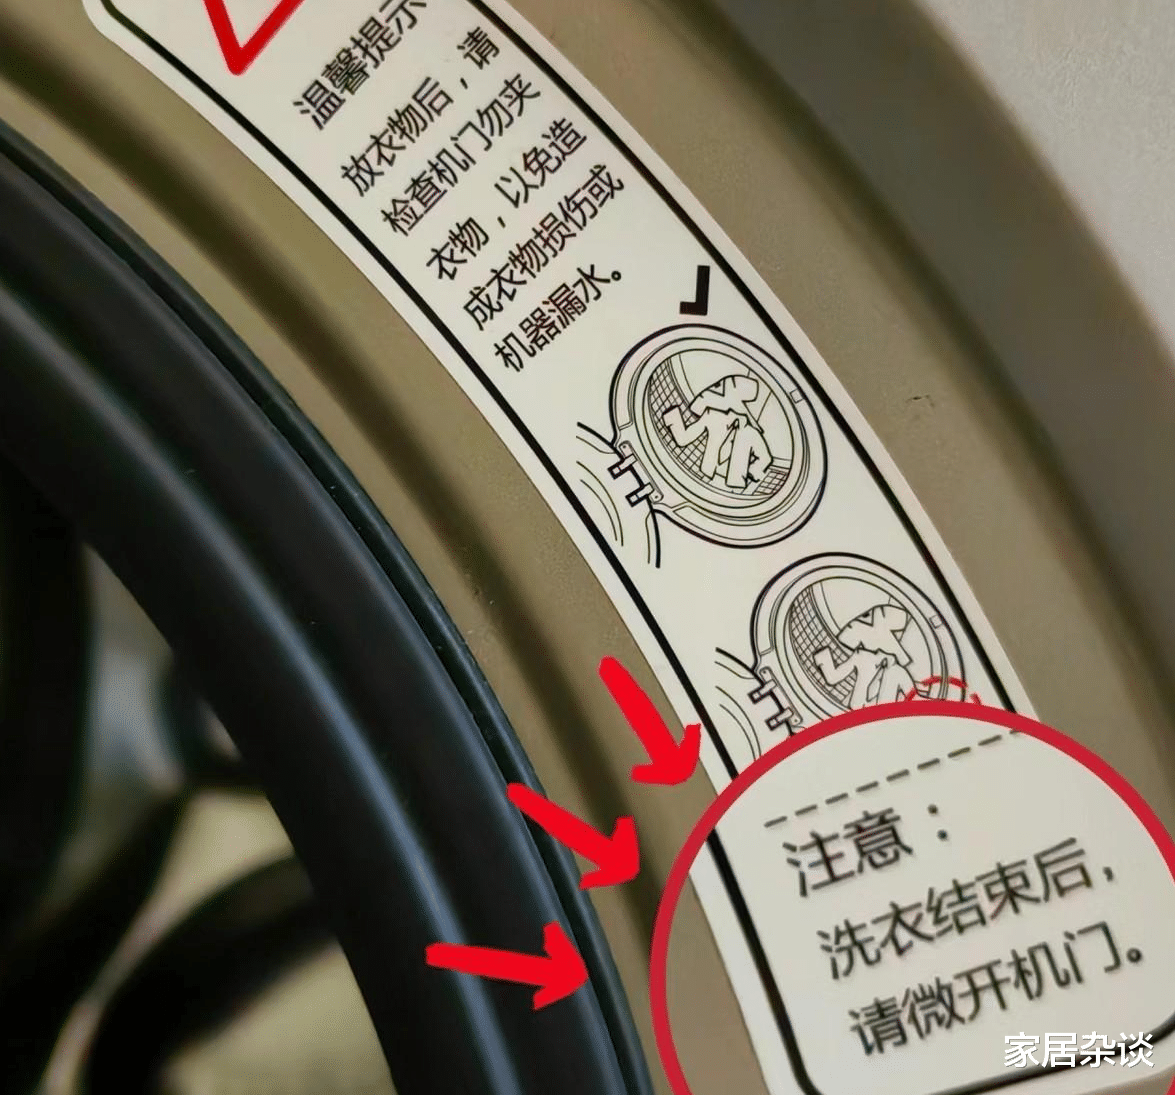 温馨提示
放衣物后，请
检查机门勿夹
衣物，以免造
成衣物损伤或
机器漏水。
注意：
洗衣结束后，
请微开机门。
家居杂谈